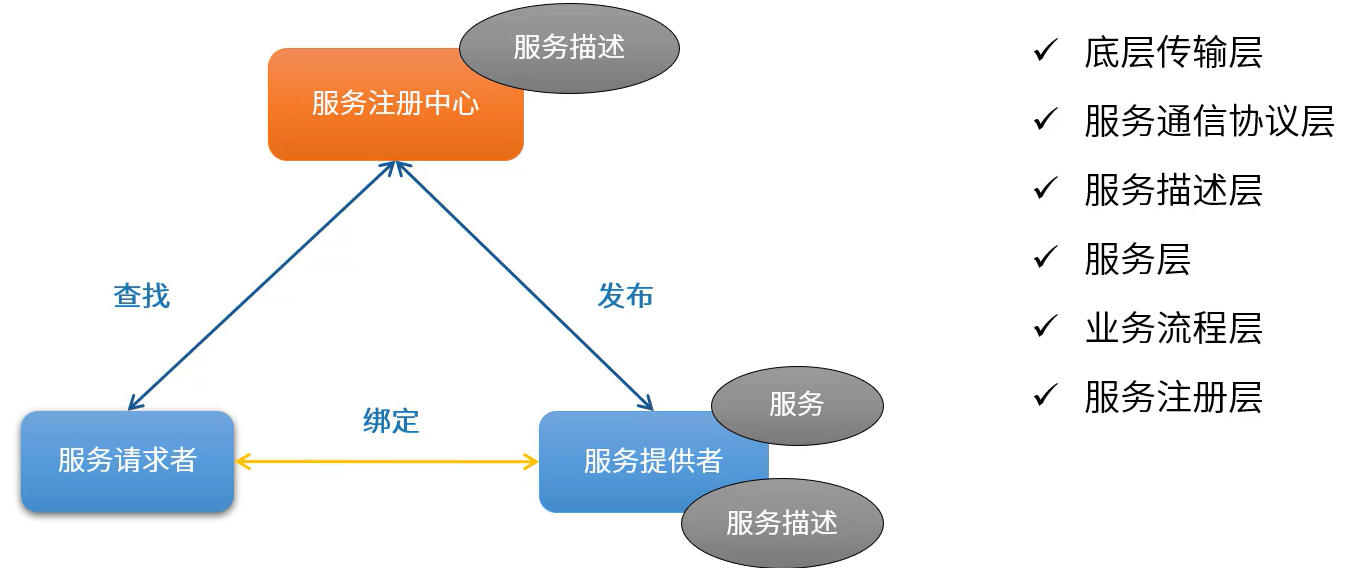 服务描述
服务注册中心
查找
发布
绑定
服务
服务请求者
服务提供者
服务描述
底层传输层
服务通信协议层
服务描述层
服务层
业务流程层
服务注册层